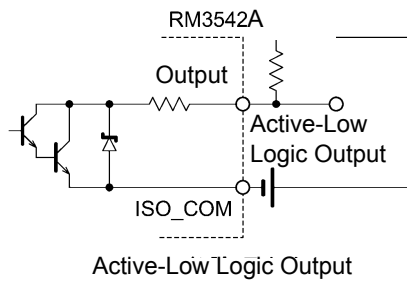 RM3542A
Output
Active-Low
Logic Output
ISO_COM
Active-Low Logic Output